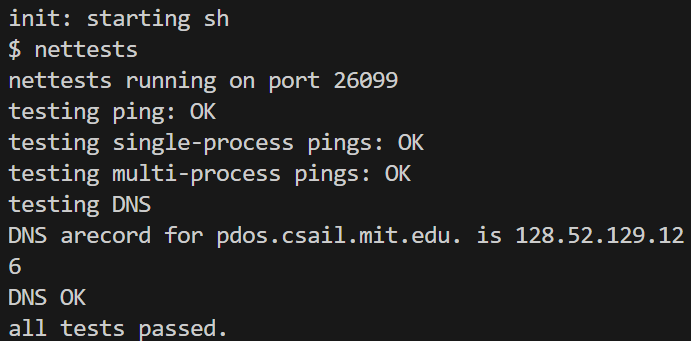 init: starting sh
$ nettests
nettests running on port 26099
testing ping: OK
testing single-process pings: OK
testing multi-process pings: OK
testing DNS
DNS arecord for pdos.csail.mit.edu. is 128.52.129.12
6
DNS OK
all tests passed.